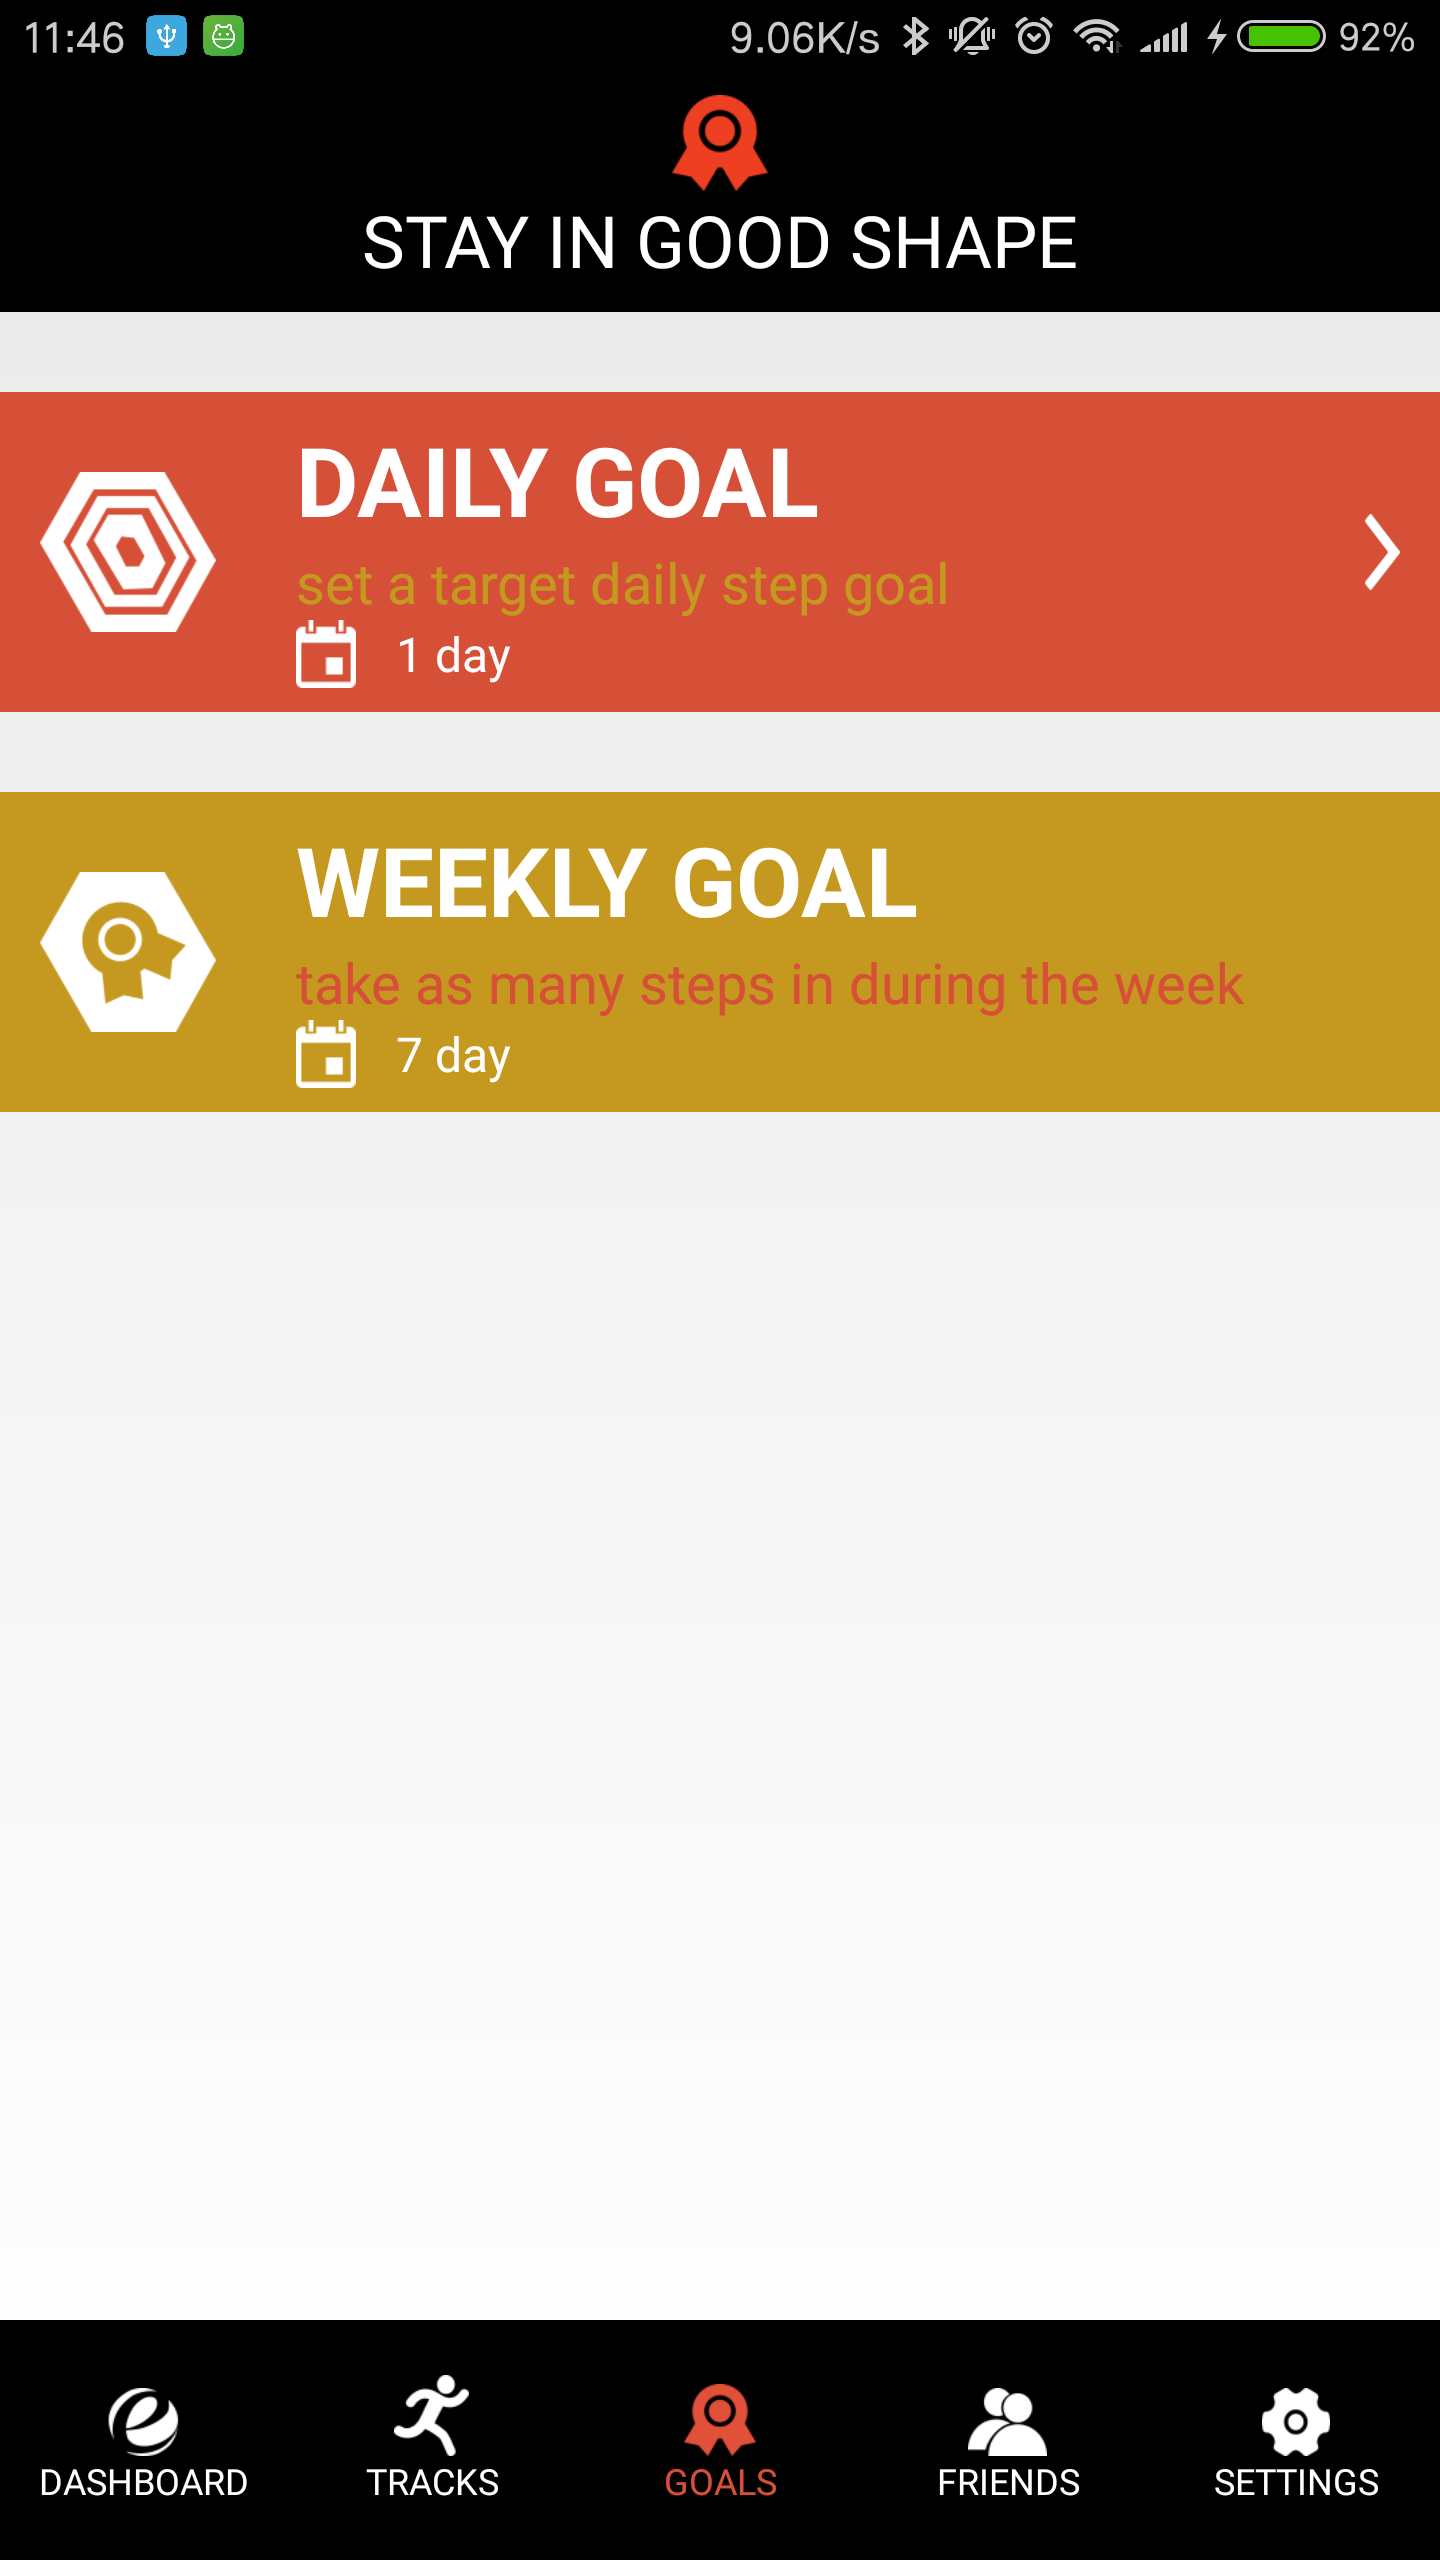 11:46 9.06K/s 92%
STAY IN GOOD SHAPE
DAILY GOAL
set a target daily step goal
1 day
WEEKLY GOAL
take as many steps in during the week
7 day
DASHBOARD TRACKS GOALS FRIENDS SETTINGS